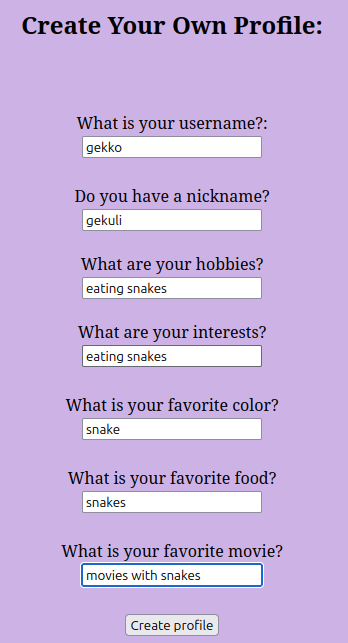 Create Your Own Profile:
What is your username?:
gekko
Do you have a nickname?
gekuli
What are your hobbies?
eating snakes
What are your interests?
eating snakes
What is your favorite color?
snake
What is your favorite food?
snakes
What is your favorite movie?
movies with snakes
Create profile